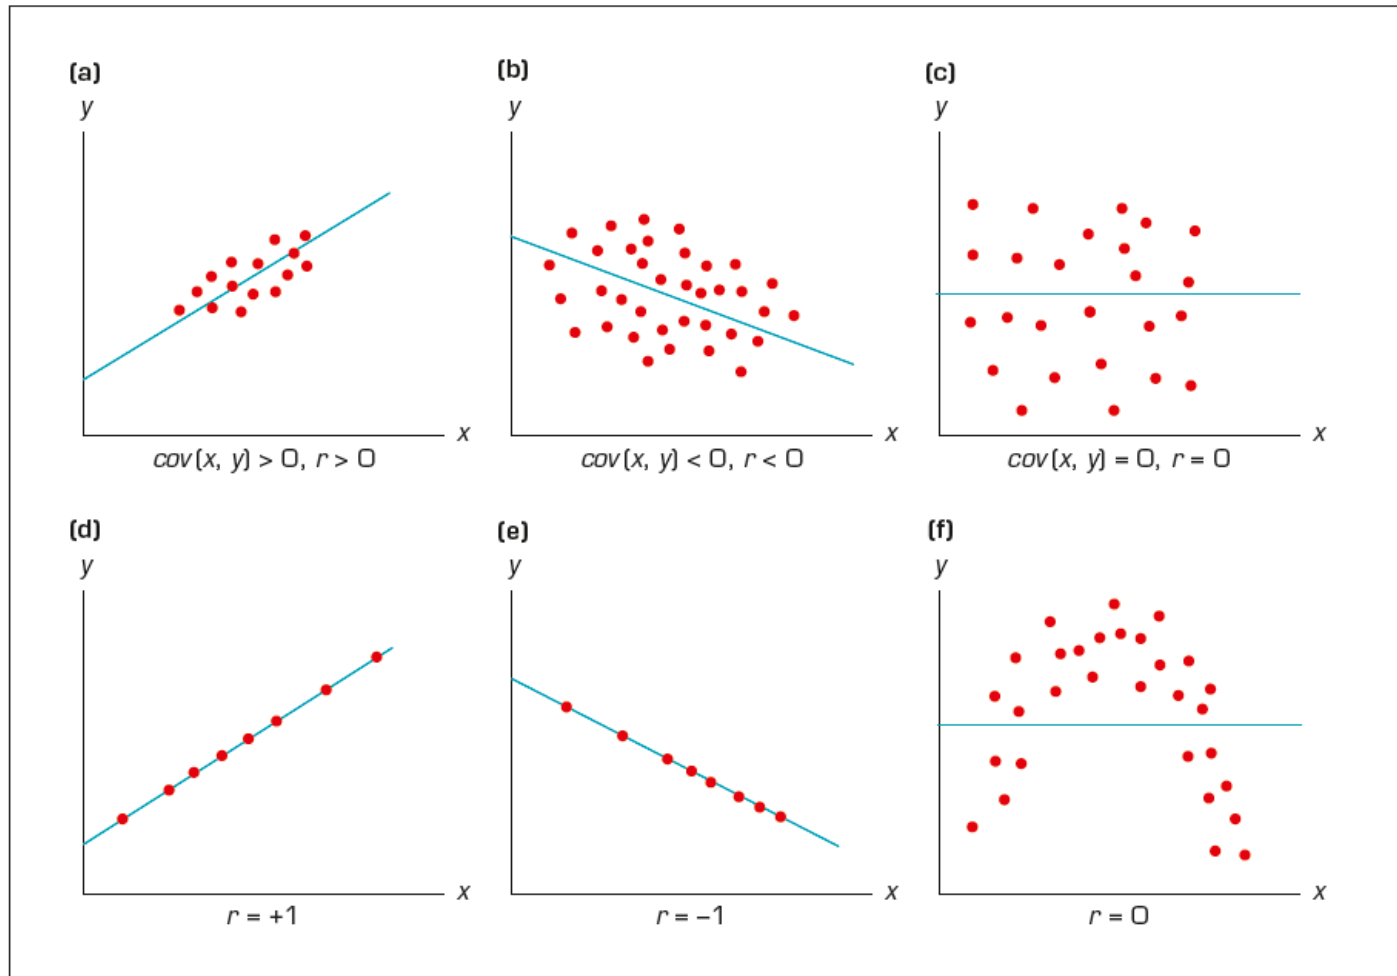 (a)
y
x
cov(x, y) > 0, r > 0
(b)
y
x
cov(x, y) < 0, r < 0
(c)
y
x
cov(x, y) = 0, r = 0
(d)
y
x
r = +1
(e)
y
x
r = −1
(f)
y
x
r = 0